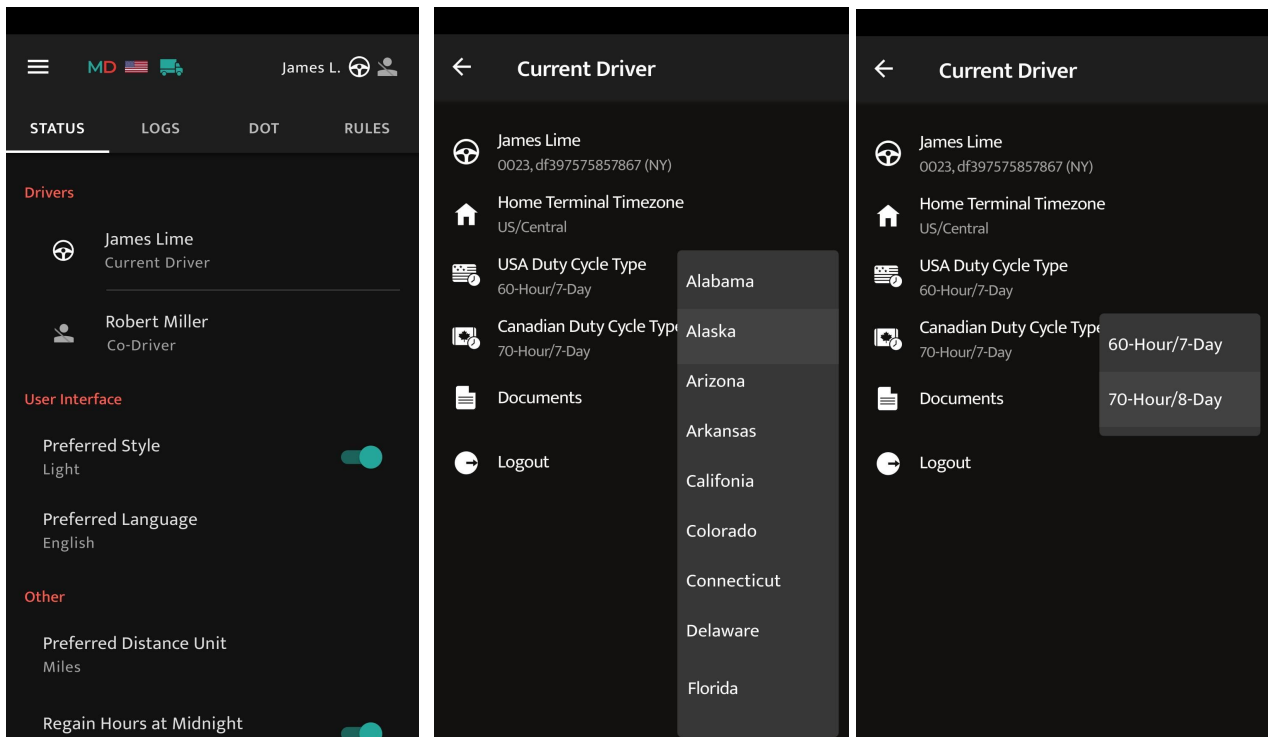 MD
James L.
STATUS LOGS DOT RULES
Drivers
James Lime
Current Driver
Robert Miller
Co-Driver
User Interface
Preferred Style
Light
Preferred Language
English
Other
Preferred Distance Unit
Miles
Regain Hours at Midnight
Current Driver
James Lime
0023, df397575857867 (NY)
Home Terminal Timezone
US/Central
USA Duty Cycle Type
60-Hour/7-Day
Canadian Duty Cycle Type
70-Hour/7-Day
Documents
Logout
Alabama
Alaska
Arizona
Arkansas
Califonia
Colorado
Connecticut
Delaware
Florida
Current Driver
James Lime
0023, df397575857867 (NY)
Home Terminal Timezone
US/Central
USA Duty Cycle Type
60-Hour/7-Day
Canadian Duty Cycle Type
70-Hour/7-Day
Documents
Logout
60-Hour/7-Day
70-Hour/8-Day